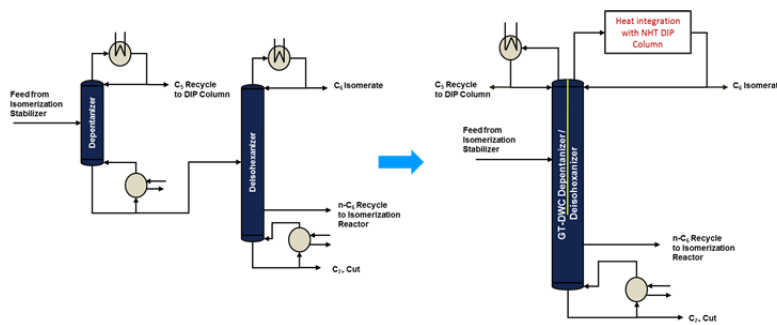 Heat integration
with NHT DIP
Column
C₅ Recycle
to DIP Column
C₆ Isomerate
Feed from
Isomerization
Stabilizer
Depentanizer
Deisohexanizer
n-C₆ Recycle
to Isomerization
Reactor
C₇₊ Cut
C₅ Recycle
to DIP Column
C₆ Isomerate
Feed from
Isomerization
Stabilizer
GT-DWC Depentanizer/
Deisohexanizer
n-C₆ Recycle
to Isomerization
Reactor
C₇₊ Cut